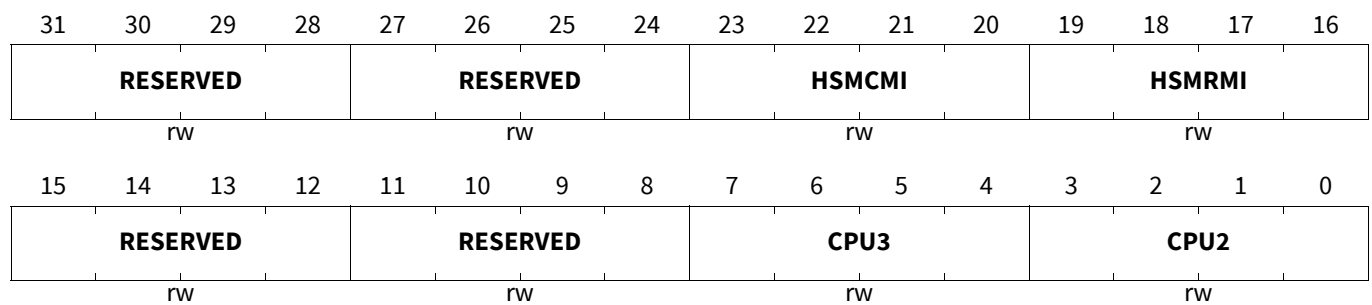 31 30 29 28 27 26 25 24 23 22 21 20 19 18 17 16
RESERVED RESERVED HSMCMI HSMRMI
rw rw rw rw
15 14 13 12 11 10 9 8 7 6 5 4 3 2 1 0
RESERVED RESERVED CPU3 CPU2
rw rw rw rw